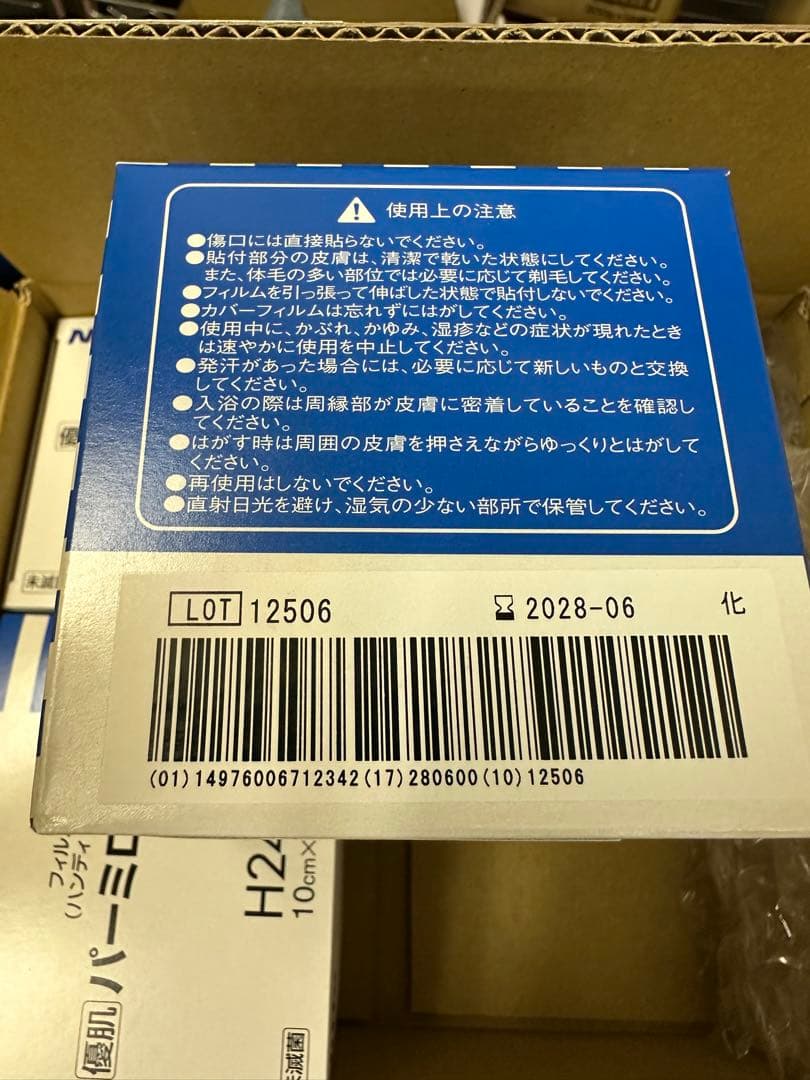 使用上の注意
●傷口には直接貼らないでください。
●貼付部分の皮膚は、清潔で乾いた状態にしてください。
また、体毛の多い部位では必要に応じて剃毛してください。
●フィルムを引っ張って伸ばした状態で貼付しないでください。
●カバーフィルムは忘れずにはがしてください。
●使用中に、かぶれ、かゆみ、湿疹などの症状が現れたとき
は速やかに使用を中止してください。
●発汗があった場合には、必要に応じて新しいものと交換
してください。
●入浴の際は周縁部が皮膚に密着していることを確認し
てください。
●はがす時は周囲の皮膚を押さえながらゆっくりとはがして
ください。
●再使用はしないでください。
●直射日光を避け、湿気の少ない部所で保管してください。
LOT 12506
2028-06
化
(01)14976006712342(17)280600(10)12506
フィル
(ハンディ
優肌 パーミロ
H24
10cm×
未滅菌